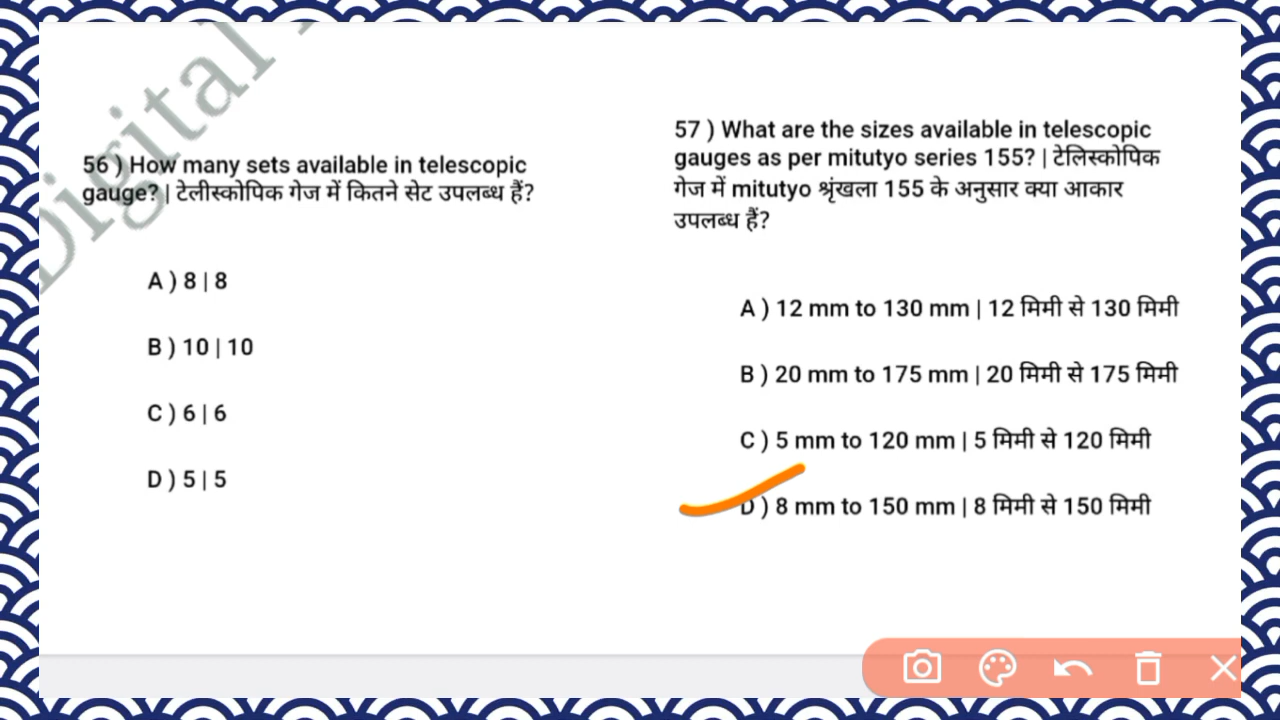 Digital
56 ) How many sets available in telescopic
gauge? | टेलीस्कोपिक गेज में कितने सेट उपलब्ध हैं?
A ) 8 | 8
B ) 10 | 10
C ) 6 | 6
D ) 5 | 5
57 ) What are the sizes available in telescopic
gauges as per mitutyo series 155? | टेलिस्कोपिक
गेज में mitutyo श्रृंखला 155 के अनुसार क्या आकार
उपलब्ध हैं?
A ) 12 mm to 130 mm | 12 मिमी से 130 मिमी
B ) 20 mm to 175 mm | 20 मिमी से 175 मिमी
C ) 5 mm to 120 mm | 5 मिमी से 120 मिमी
D ) 8 mm to 150 mm | 8 मिमी से 150 मिमी